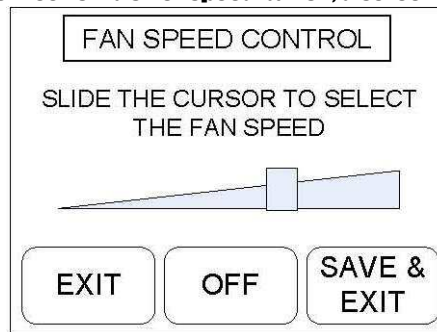 FAN SPEED CONTROL
SLIDE THE CURSOR TO SELECT
THE FAN SPEED
EXIT
OFF
SAVE &
EXIT